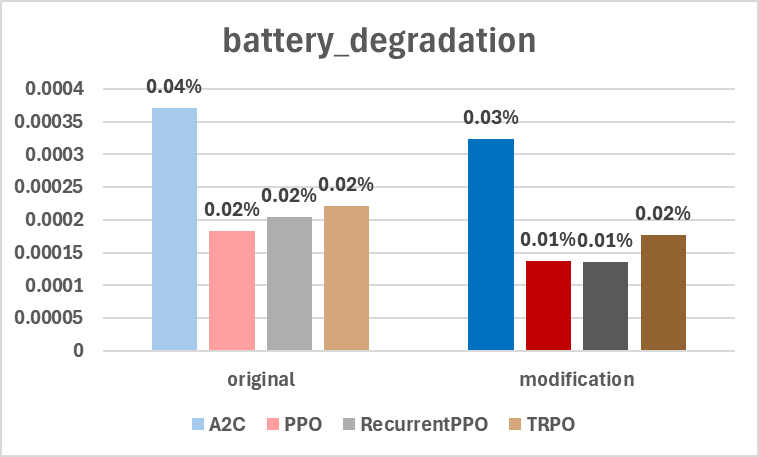 battery_degradation
0.0004
0.00035
0.0003
0.00025
0.0002
0.00015
0.0001
0.00005
0
0.04%
0.02%
0.02%
0.02%
0.03%
0.01%
0.01%
0.02%
original
modification
A2C
PPO
RecurrentPPO
TRPO